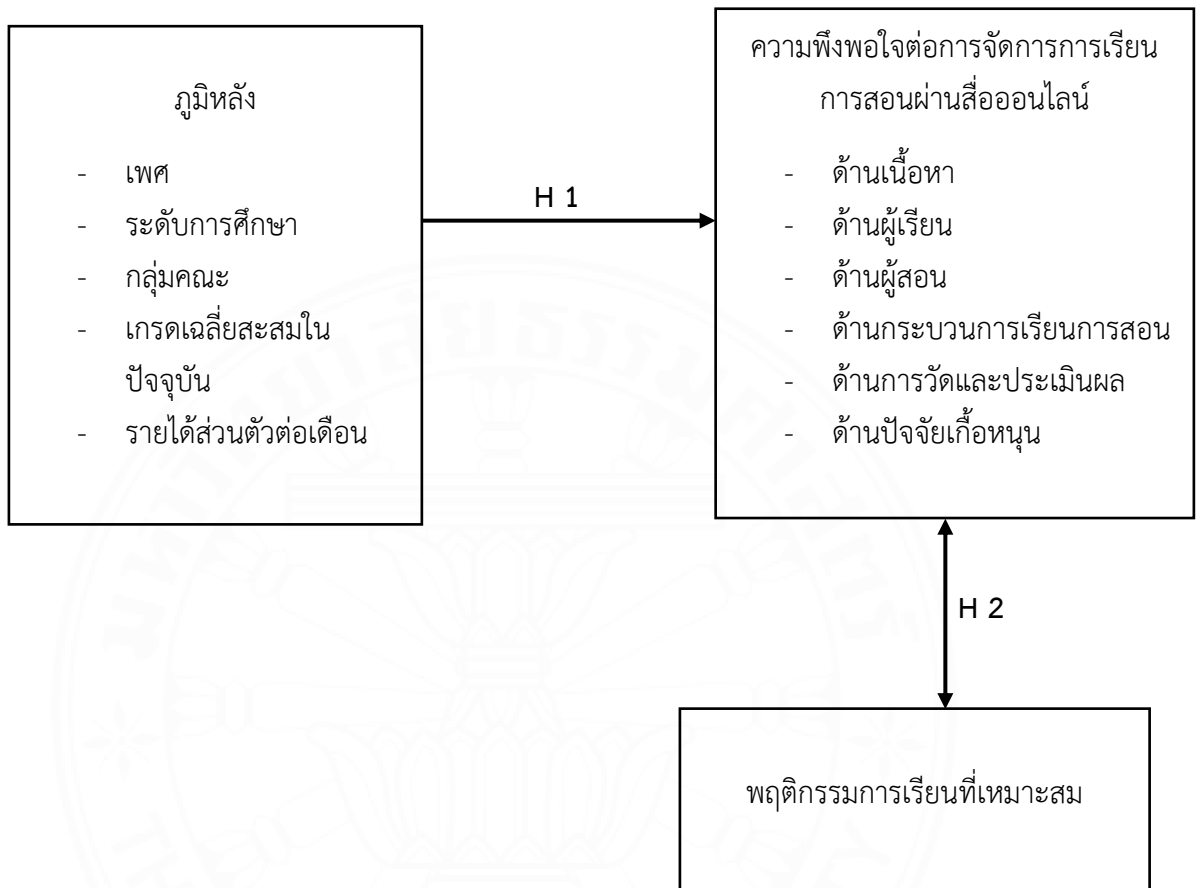 ภูมิหลัง
- เพศ
- ระดับการศึกษา
- กลุ่มคณะ
- เกรดเฉลี่ยสะสมใน
ปัจจุบัน
- รายได้ส่วนตัวต่อเดือน
H 1
ความพึงพอใจต่อการจัดการการเรียน
การสอนผ่านสื่อออนไลน์
- ด้านเนื้อหา
- ด้านผู้เรียน
- ด้านผู้สอน
- ด้านกระบวนการเรียนการสอน
- ด้านการวัดและประเมินผล
- ด้านปัจจัยเกื้อหนุน
H 2
พฤติกรรมการเรียนที่เหมาะสม